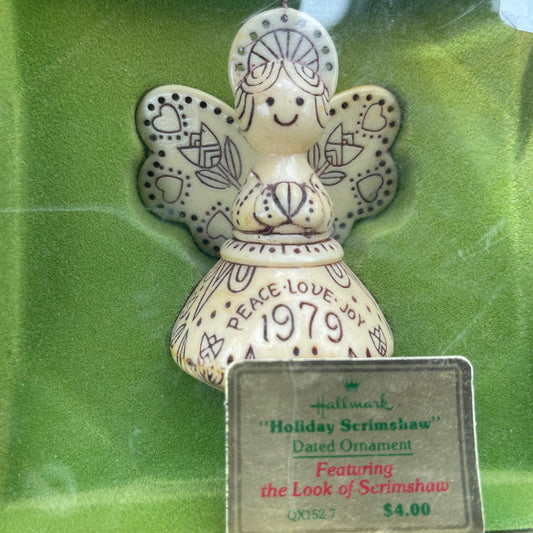 PEACE · LOVE · JOY
1979
Hallmark
"Holiday Scrimshaw"
Dated Ornament
Featuring
the Look of Scrimshaw
QX152-7 $4.00